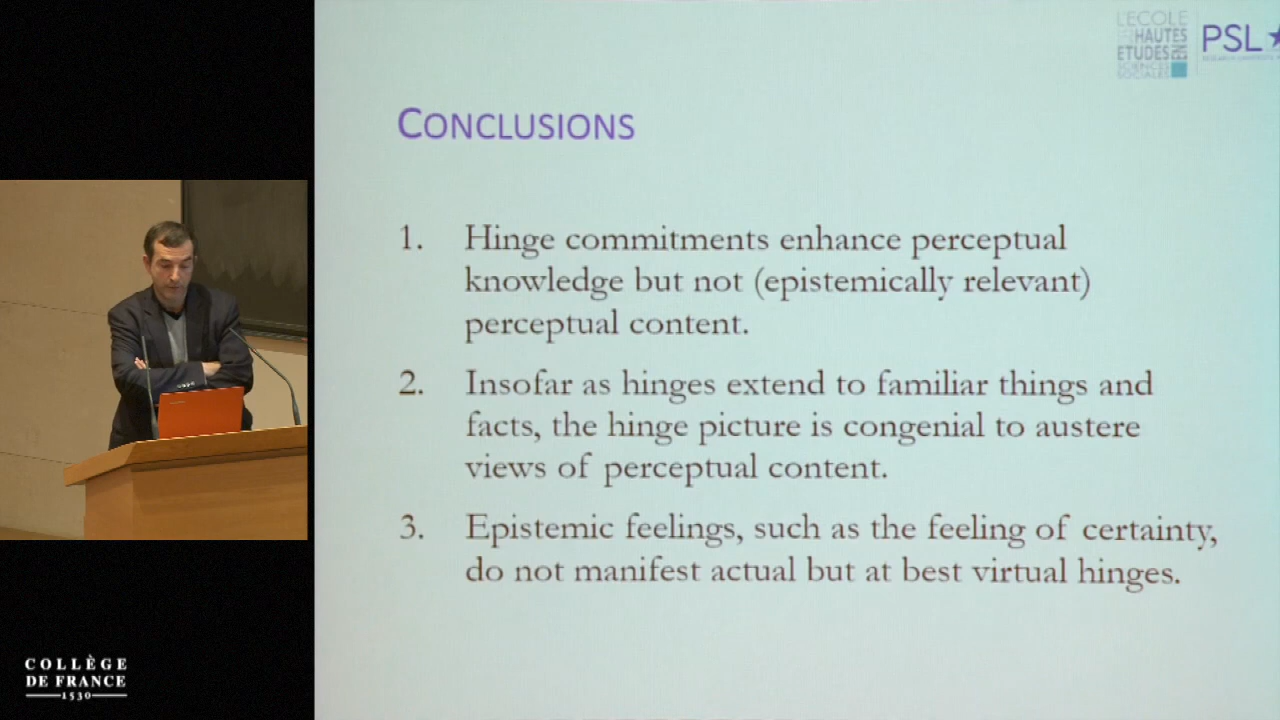 L'ECOLE
HAUTES
ETUDES EN
SCIENCES
SOCIALES
PSL
CONCLUSIONS
1. Hinge commitments enhance perceptual
knowledge but not (epistemically relevant)
perceptual content.
2. Insofar as hinges extend to familiar things and
facts, the hinge picture is congenial to austere
views of perceptual content.
3. Epistemic feelings, such as the feeling of certainty,
do not manifest actual but at best virtual hinges.
COLLÈGE
DE FRANCE
1530